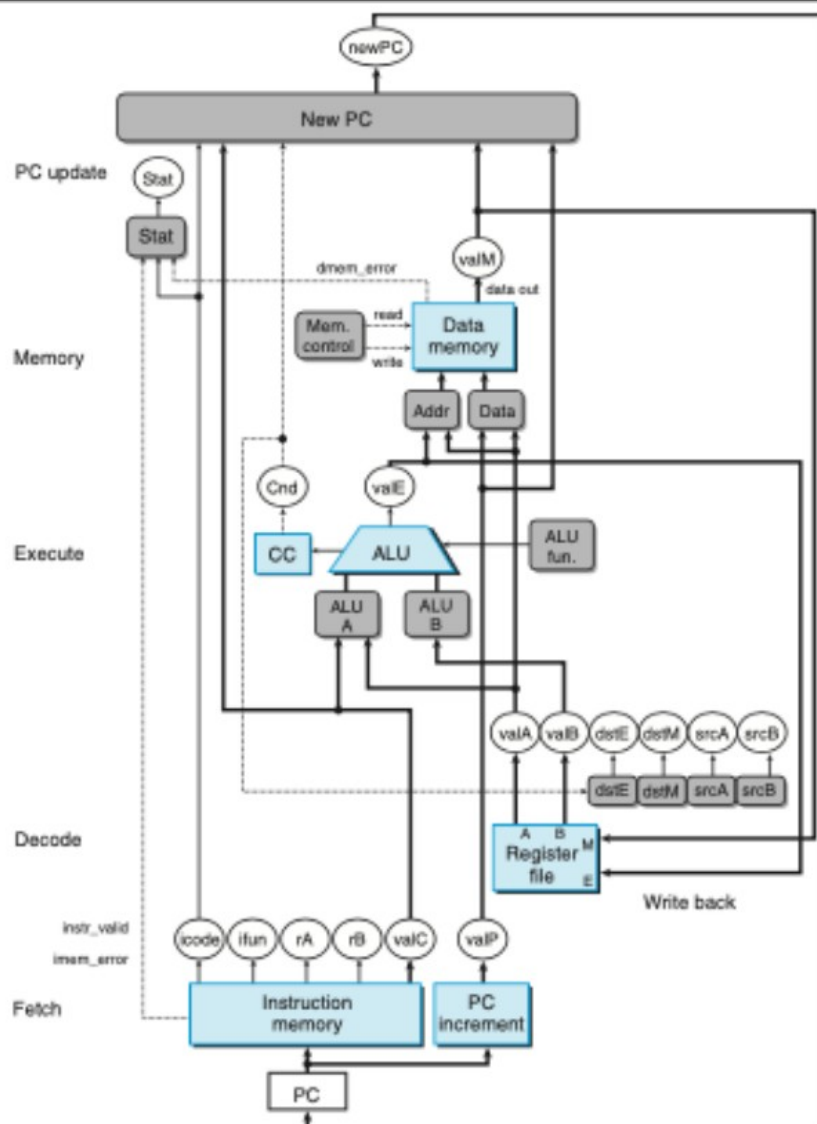 newPC
New PC
PC update
Stat
Stat
valM
dmem_error
data out
read
Mem. control
Data memory
write
Memory
Addr
Data
Cnd
valE
Execute
CC
ALU
ALU fun.
ALU A
ALU B
valA
valB
dstE
dstM
srcA
srcB
dstE
dstM
srcA
srcB
Decode
A
B
M
Register file
E
Write back
instr_valid
icode
ifun
rA
rB
valC
valP
imem_error
Fetch
Instruction memory
PC increment
PC